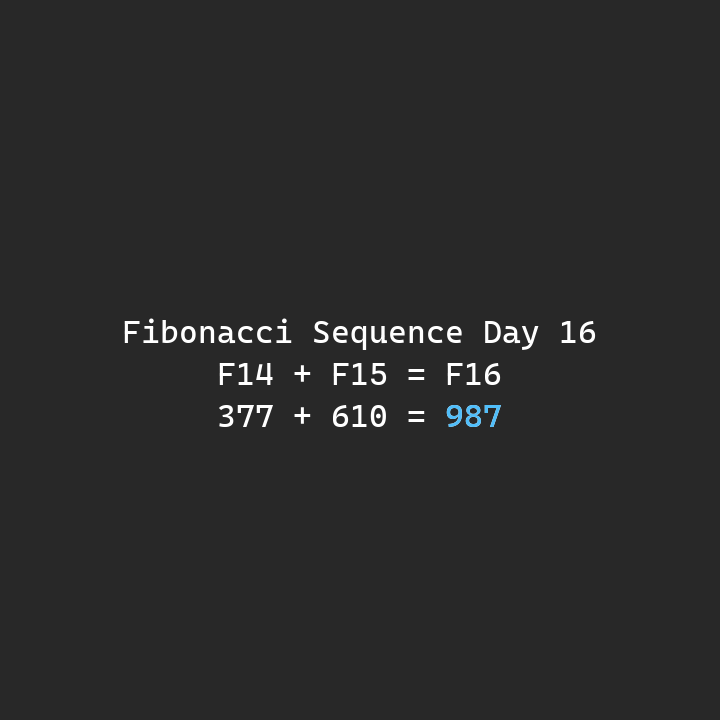 Fibonacci Sequence Day 16
F14 + F15 = F16
377 + 610 = 987